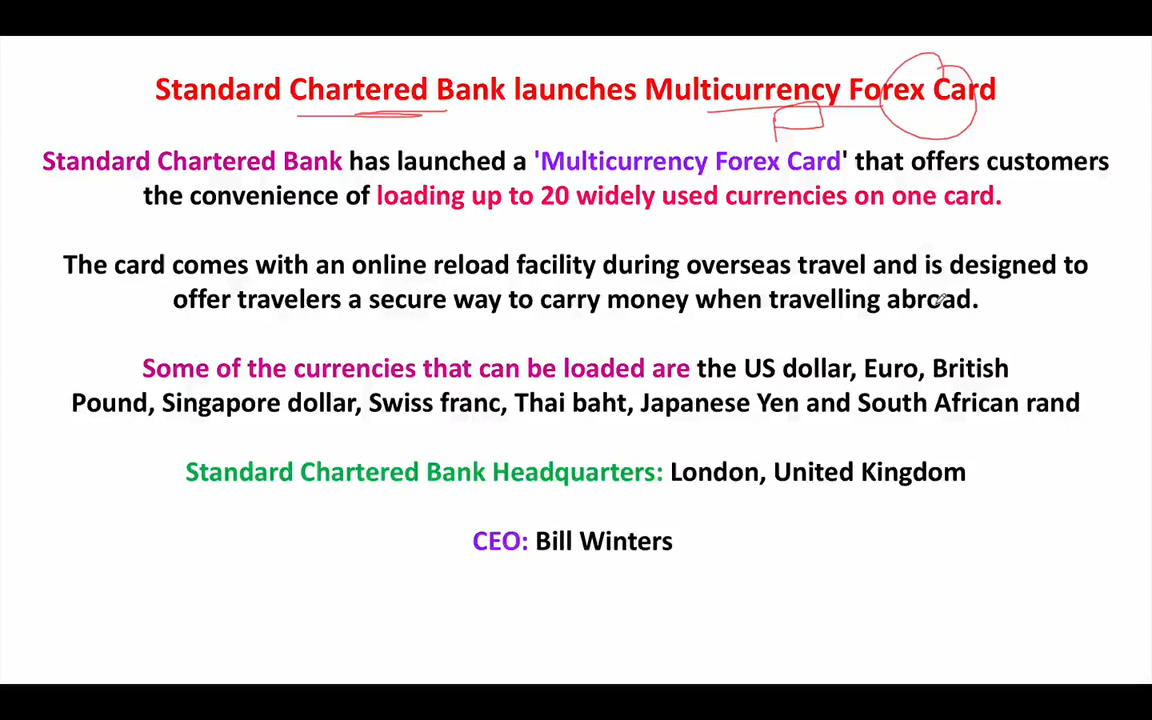 Standard Chartered Bank launches Multicurrency Forex Card
Standard Chartered Bank has launched a 'Multicurrency Forex Card' that offers customers
the convenience of loading up to 20 widely used currencies on one card.
The card comes with an online reload facility during overseas travel and is designed to
offer travelers a secure way to carry money when travelling abroad.
Some of the currencies that can be loaded are the US dollar, Euro, British
Pound, Singapore dollar, Swiss franc, Thai baht, Japanese Yen and South African rand
Standard Chartered Bank Headquarters: London, United Kingdom
CEO: Bill Winters